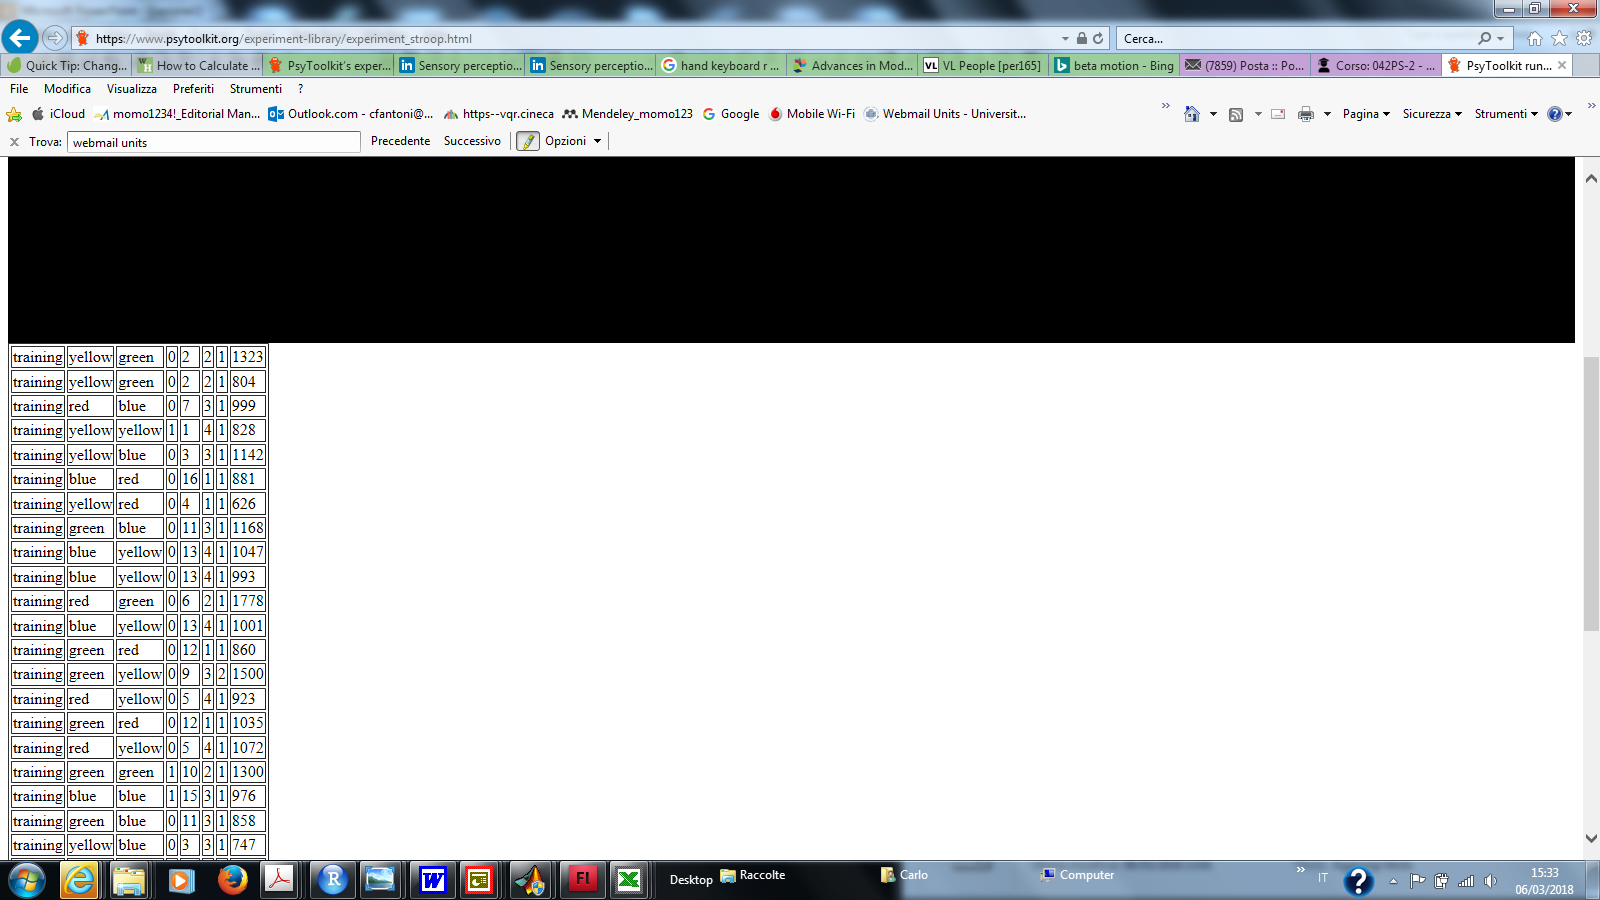 https://www.psytoolkit.org/experiment-library/experiment_stroop.html Cerca...
Quick Tip: Chang... How to Calculate ... PsyToolkit's exper... Sensory perceptio... Sensory perceptio... hand keyboard r ... Advances in Mod... VL People [per165] beta motion - Bing (7859) Posta :: Po... Corso: 042PS-2 - ... PsyToolkit run...
File Modifica Visualizza Preferiti Strumenti ?
iCloud momo1234!_Editorial Man... Outlook.com - cfantoni@... https--vqr.cineca Mendeley_momo123 Google Mobile Wi-Fi Webmail Units - Universit... Pagina Sicurezza Strumenti
Trova: webmail units Precedente Successivo Opzioni
training yellow green 0 2 2 1 1323
training yellow green 0 2 2 1 804
training red blue 0 7 3 1 999
training yellow yellow 1 1 4 1 828
training yellow blue 0 3 3 1 1142
training blue red 0 16 1 1 881
training yellow red 0 4 1 1 626
training green blue 0 11 3 1 1168
training blue yellow 0 13 4 1 1047
training blue yellow 0 13 4 1 993
training red green 0 6 2 1 1778
training blue yellow 0 13 4 1 1001
training green red 0 12 1 1 860
training green yellow 0 9 3 2 1500
training red yellow 0 5 4 1 923
training green red 0 12 1 1 1035
training red yellow 0 5 4 1 1072
training green green 1 10 2 1 1300
training blue blue 1 15 3 1 976
training green blue 0 11 3 1 858
training yellow blue 0 3 3 1 747
Desktop Raccolte Carlo Computer IT 15:33
06/03/2018